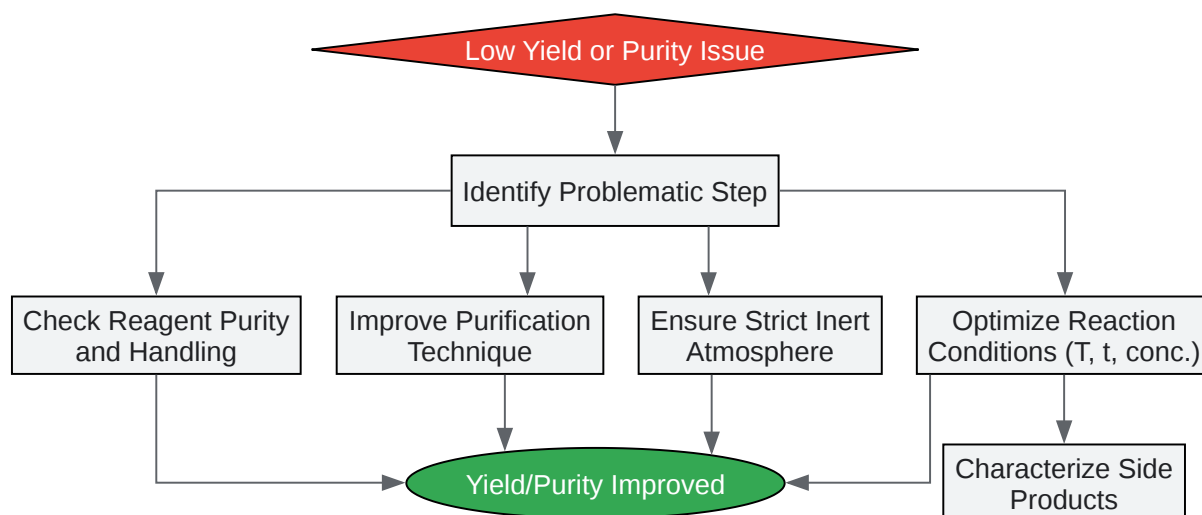 Low Yield or Purity Issue
Identify Problematic Step
Check Reagent Purity
and Handling
Improve Purification
Technique
Ensure Strict Inert
Atmosphere
Optimize Reaction
Conditions (T, t, conc.)
Yield/Purity Improved
Characterize Side
Products